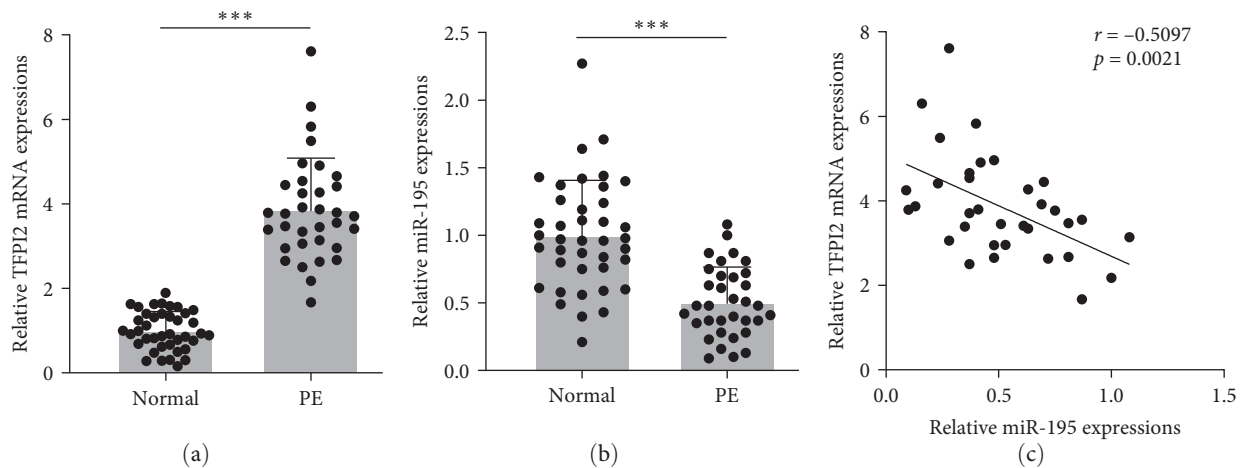 ***
8
6
4
2
0
Relative TFPI2 mRNA expressions
Normal
PE
(a)
***
2.5
2.0
1.5
1.0
0.5
0.0
Relative miR-195 expressions
Normal
PE
(b)
r = –0.5097
p = 0.0021
8
6
4
2
0
Relative TFPI2 mRNA expressions
0.0
0.5
1.0
1.5
Relative miR-195 expressions
(c)